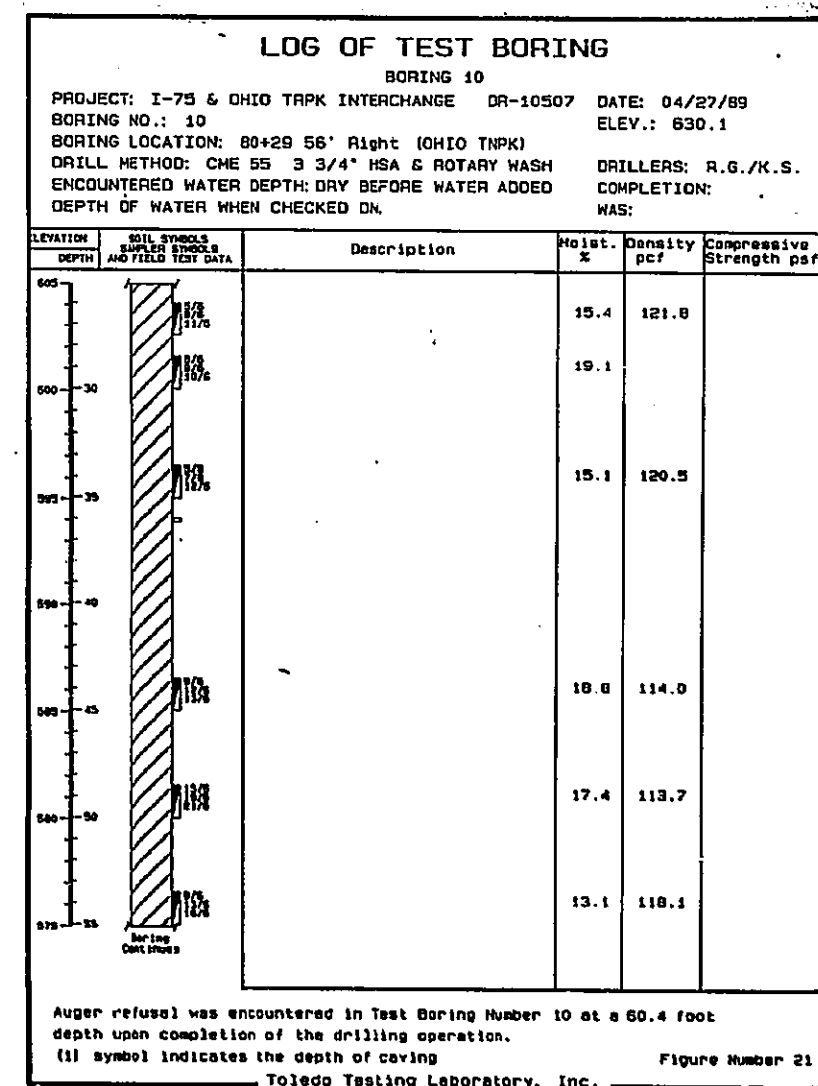 LOG OF TEST BORING
BORING 10
PROJECT: I-75 & OHIO TRPK INTERCHANGE DR-10507 DATE: 04/27/89
BORING NO.: 10 ELEV.: 630.1
BORING LOCATION: 80+29 56' Right (OHIO TNPK)
DRILL METHOD: CME 55 3 3/4" HSA & ROTARY WASH DRILLERS: R.G./K.S.
ENCOUNTERED WATER DEPTH: DRY BEFORE WATER ADDED COMPLETION:
DEPTH OF WATER WHEN CHECKED ON, WAS:
ELEVATION DEPTH
SOIL SYMBOLS
SAMPLER SYMBOLS
AND FIELD TEST DATA
Description
Moist. %
Density pcf
Compressive Strength psf
605
11/6
15.4 121.8
10/6
19.1
600 30
15.1 120.5
595 35
590 40
18.8 114.0
585 45
17.4 113.7
580 50
13.1 118.1
575 55
Boring
Continues
Auger refusal was encountered in Test Boring Number 10 at a 60.4 foot
depth upon completion of the drilling operation.
(1) symbol indicates the depth of caving Figure Number 21
Toledo Testing Laboratory, Inc.